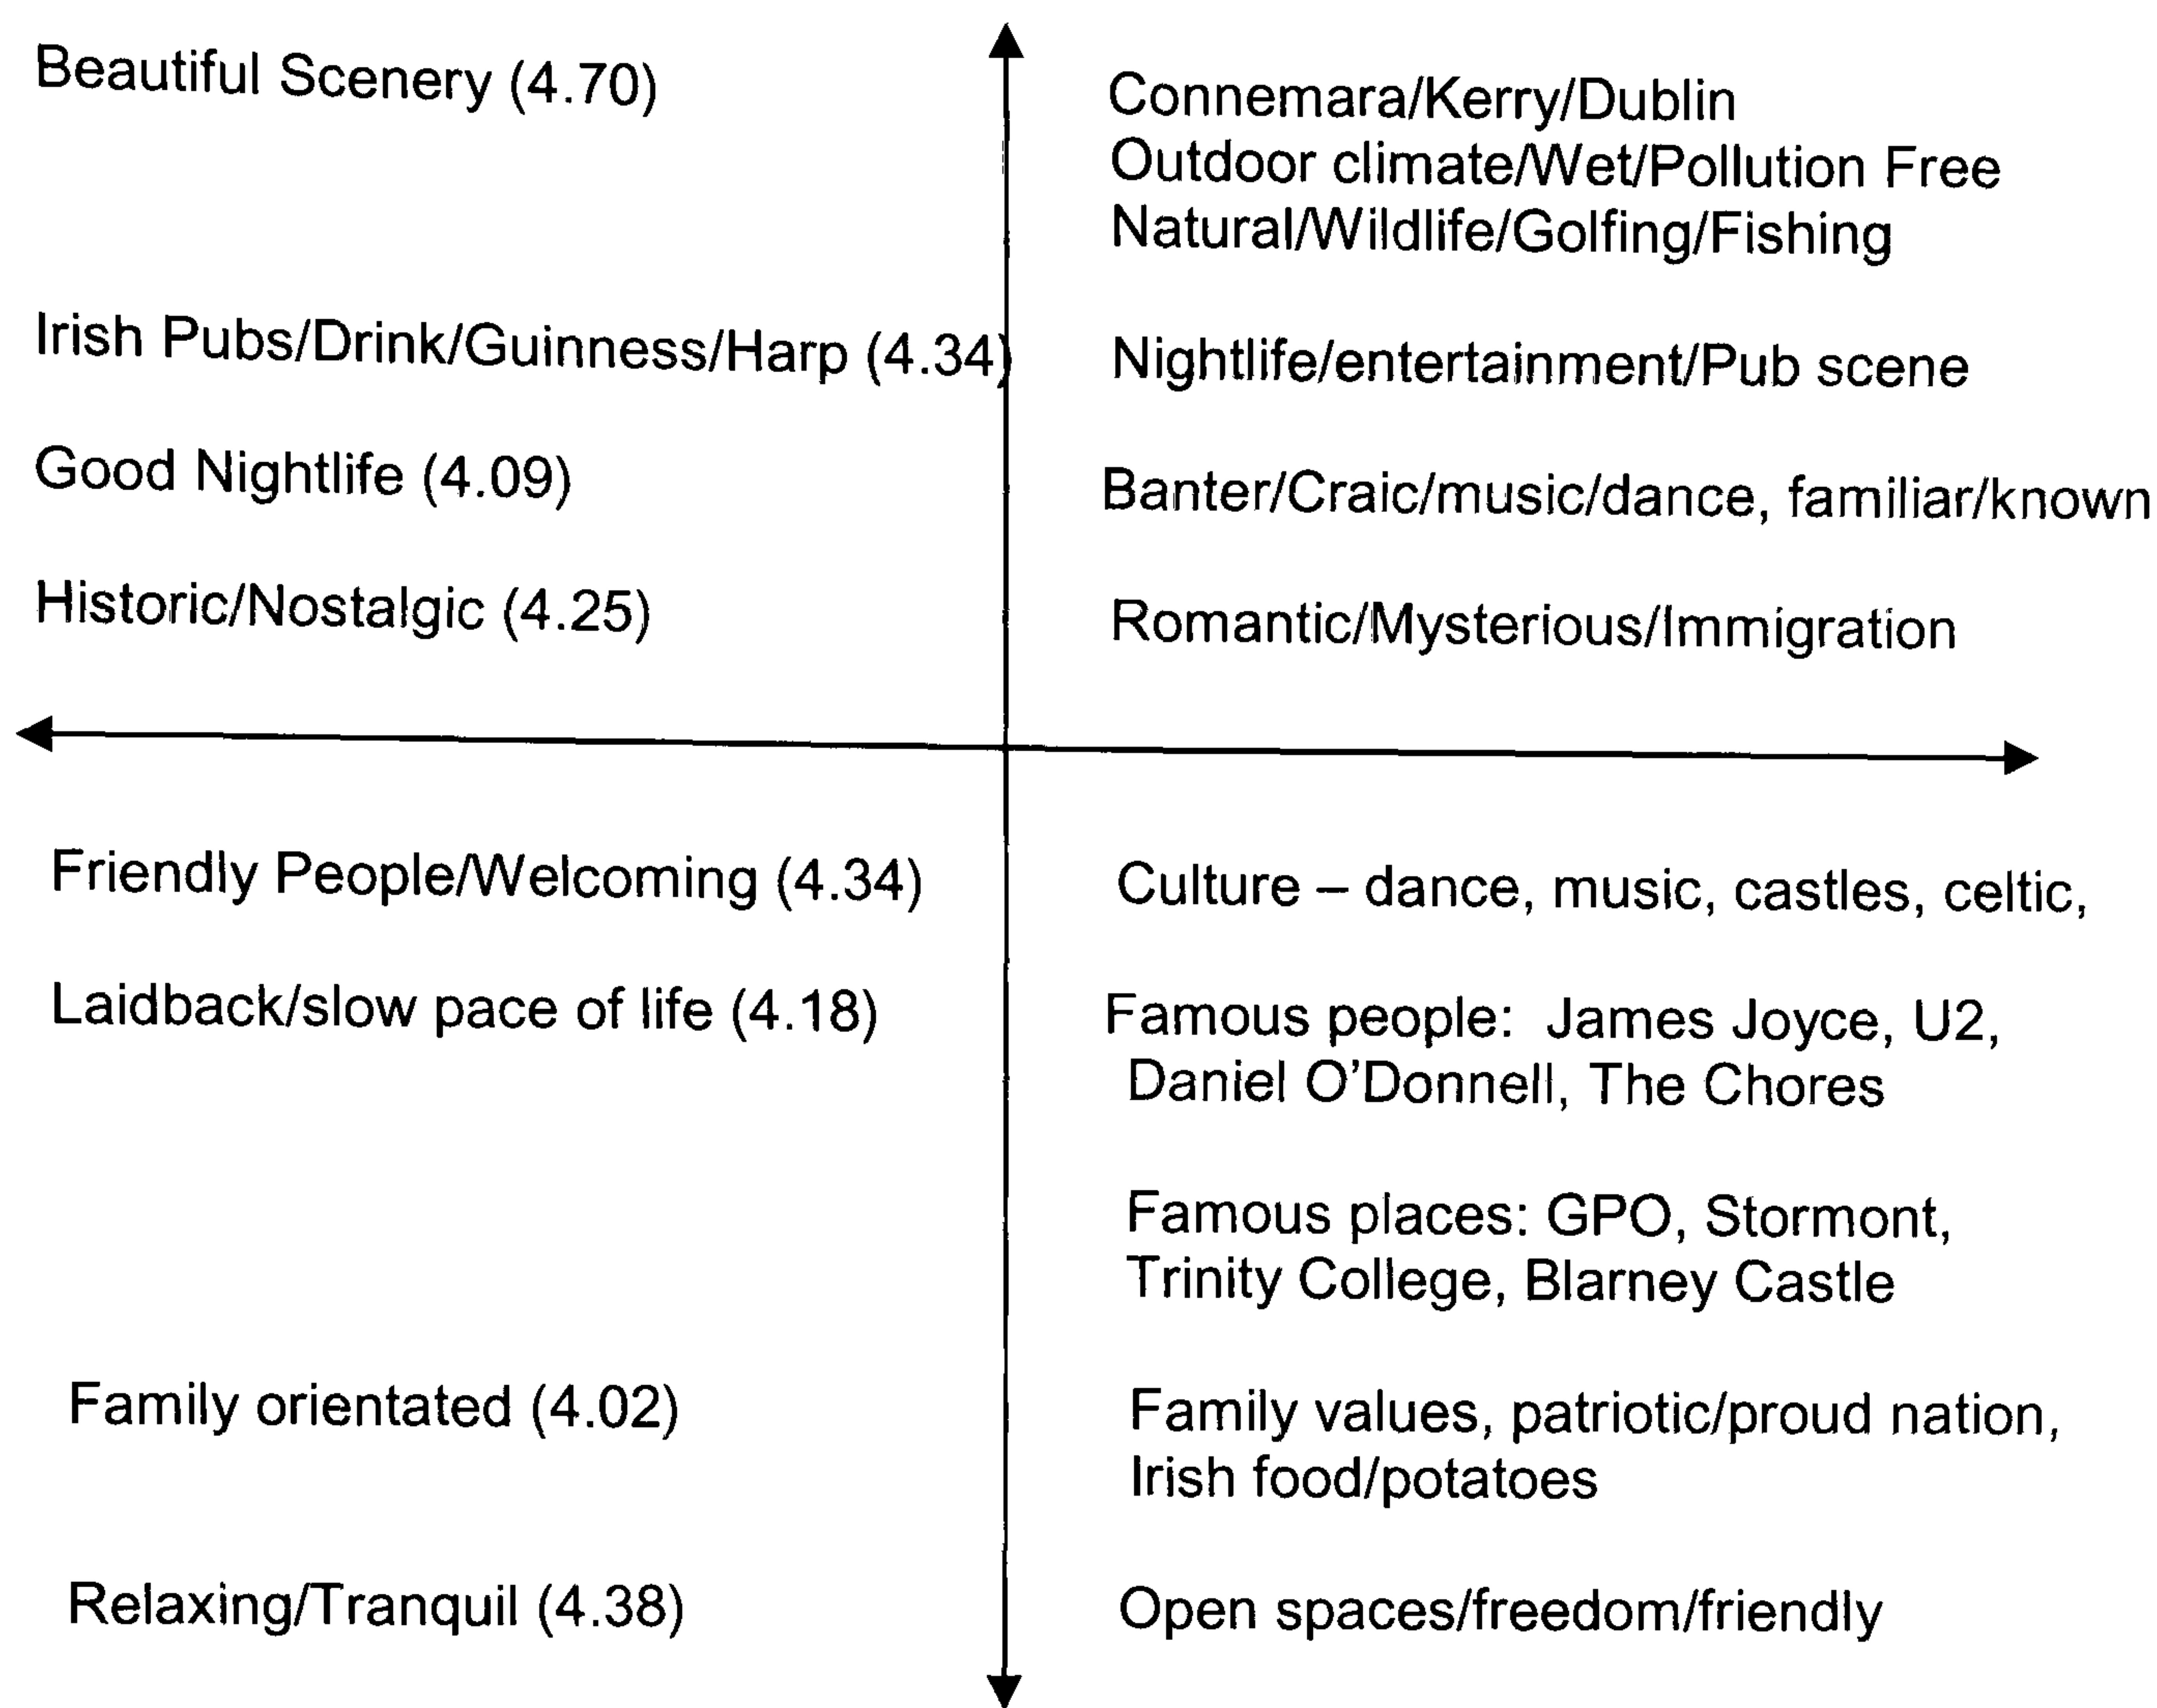 Beautiful Scenery (4.70)
Connemara/Kerry/Dublin
Outdoor climate/Wet/Pollution Free
Natural/Wildlife/Golfing/Fishing
Irish Pubs/Drink/Guinness/Harp (4.34)
Nightlife/entertainment/Pub scene
Good Nightlife (4.09)
Banter/Craic/music/dance, familiar/known
Historic/Nostalgic (4.25)
Romantic/Mysterious/Immigration
Friendly People/Welcoming (4.34)
Culture – dance, music, castles, celtic,
Laidback/slow pace of life (4.18)
Famous people: James Joyce, U2,
Daniel O'Donnell, The Chores
Famous places: GPO, Stormont,
Trinity College, Blarney Castle
Family orientated (4.02)
Family values, patriotic/proud nation,
Irish food/potatoes
Relaxing/Tranquil (4.38)
Open spaces/freedom/friendly